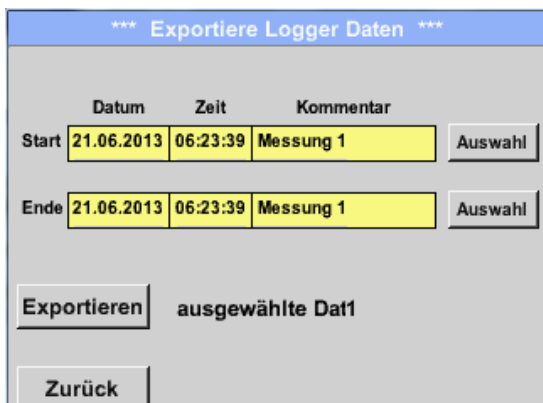 *** Exportiere Logger Daten ***
Datum Zeit Kommentar
Start 21.06.2013 06:23:39 Messung 1 Auswahl
Ende 21.06.2013 06:23:39 Messung 1 Auswahl
Exportieren ausgewählte Dat1
Zurück